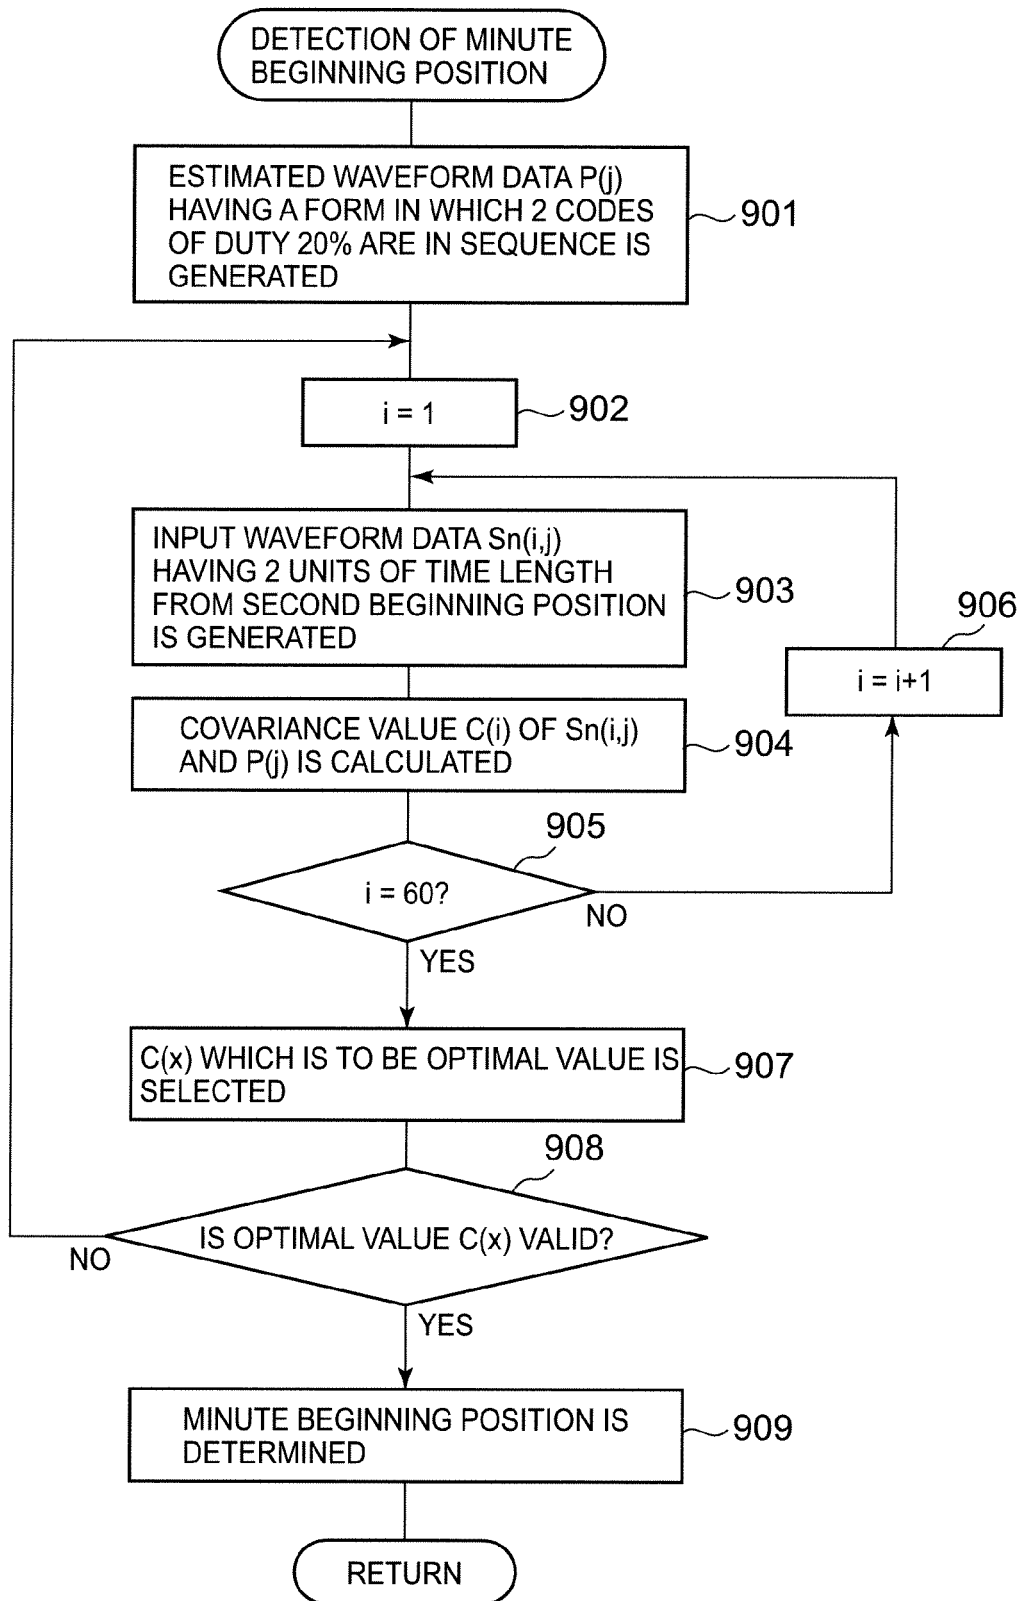 DETECTION OF MINUTE
BEGINNING POSITION
ESTIMATED WAVEFORM DATA P(j)
HAVING A FORM IN WHICH 2 CODES
OF DUTY 20% ARE IN SEQUENCE IS
GENERATED
901
i = 1
902
INPUT WAVEFORM DATA Sn(i,j)
HAVING 2 UNITS OF TIME LENGTH
FROM SECOND BEGINNING POSITION
IS GENERATED
903
906
i = i+1
COVARIANCE VALUE C(i) OF Sn(i,j)
AND P(j) IS CALCULATED
904
905
i = 60?
NO
YES
C(x) WHICH IS TO BE OPTIMAL VALUE IS
SELECTED
907
908
IS OPTIMAL VALUE C(x) VALID?
NO
YES
MINUTE BEGINNING POSITION IS
DETERMINED
909
RETURN